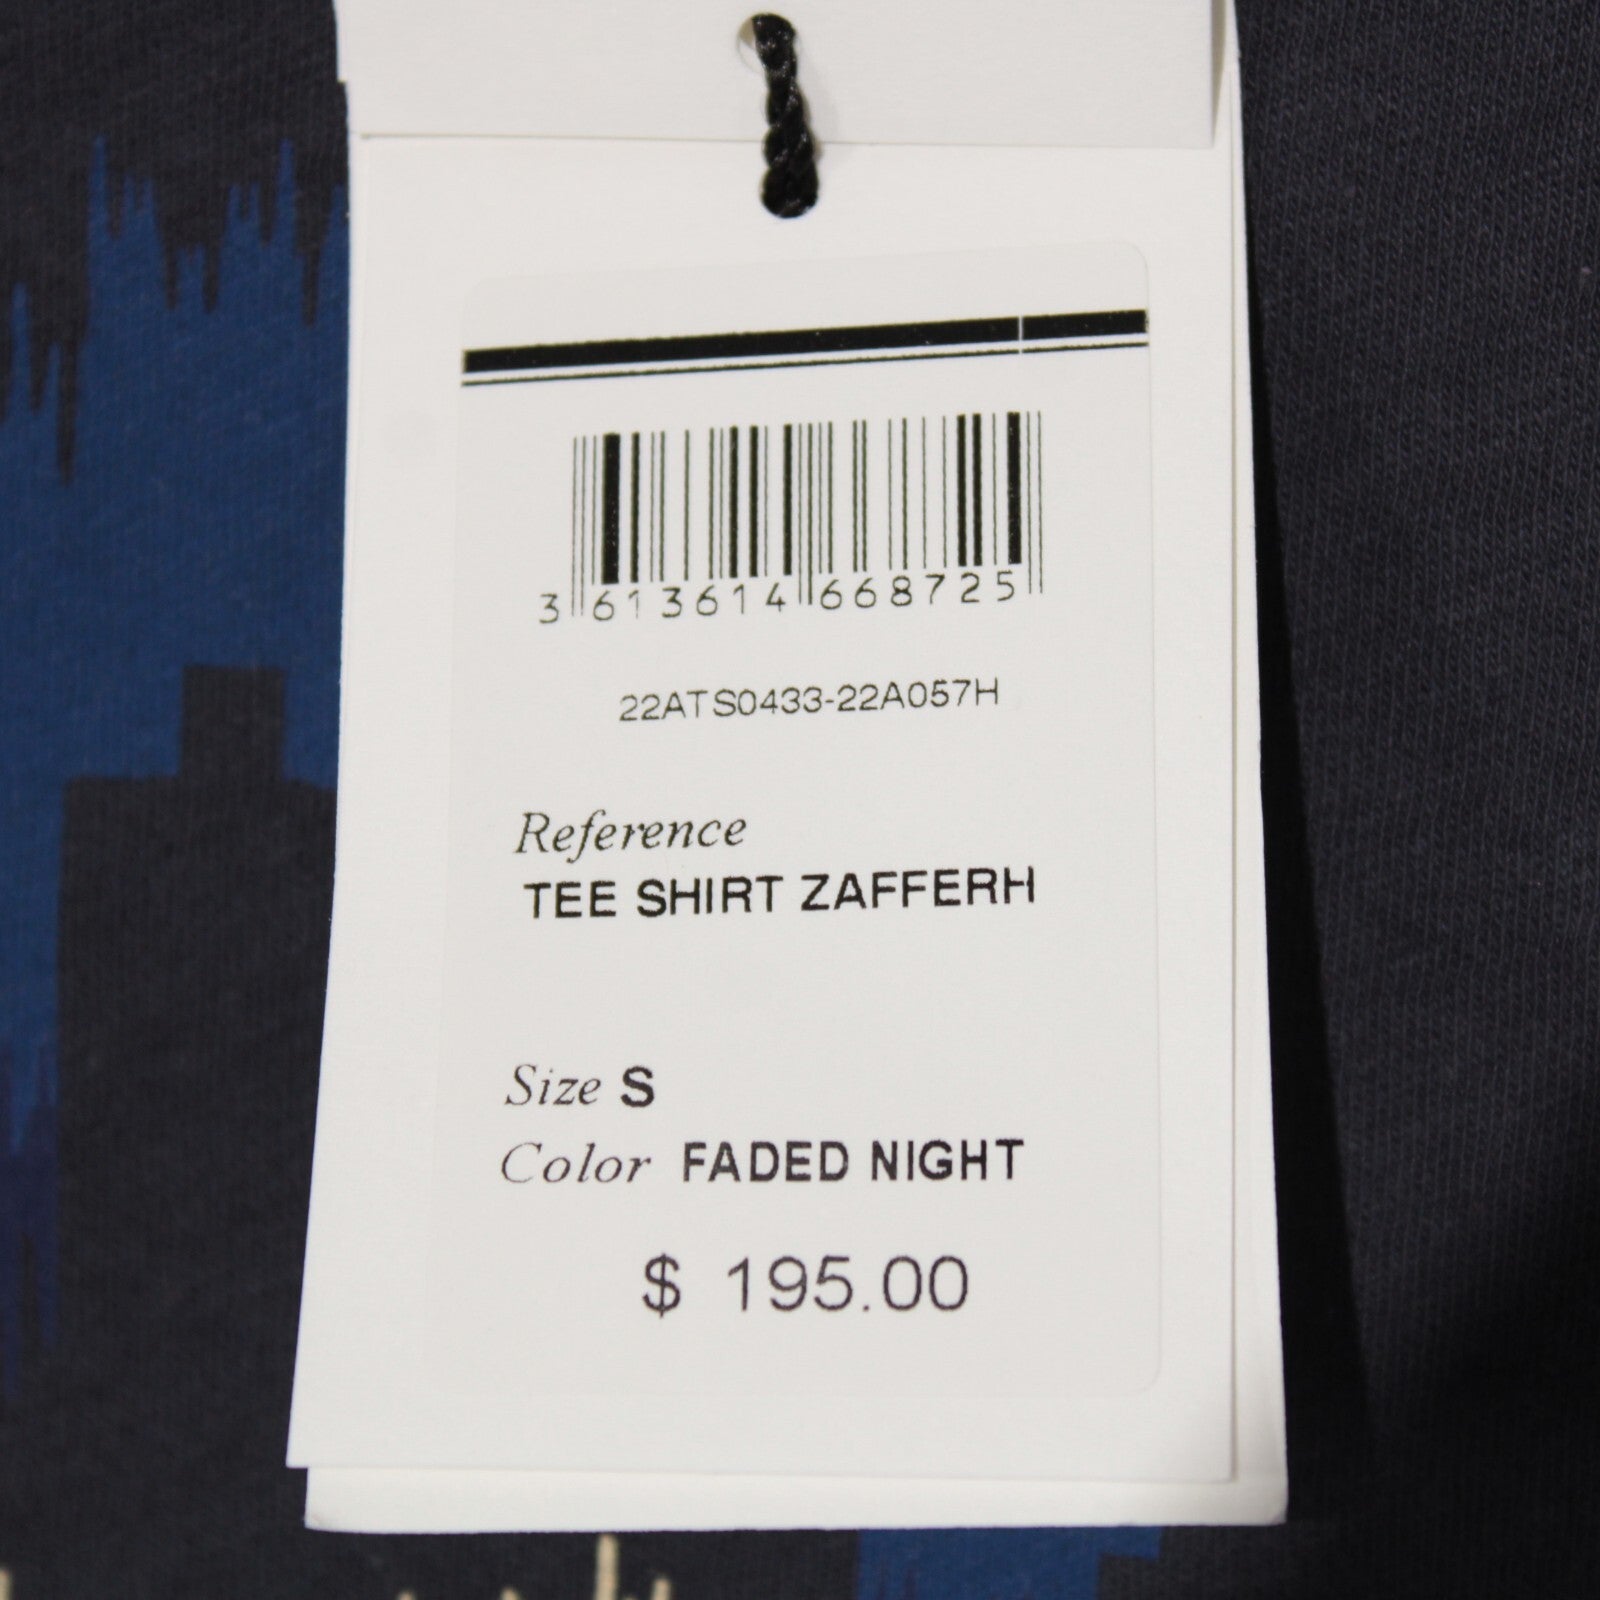 3 613614 668725
22ATS0433-22A057H
Reference
TEE SHIRT ZAFFERH
Size S
Color FADED NIGHT
$ 195.00